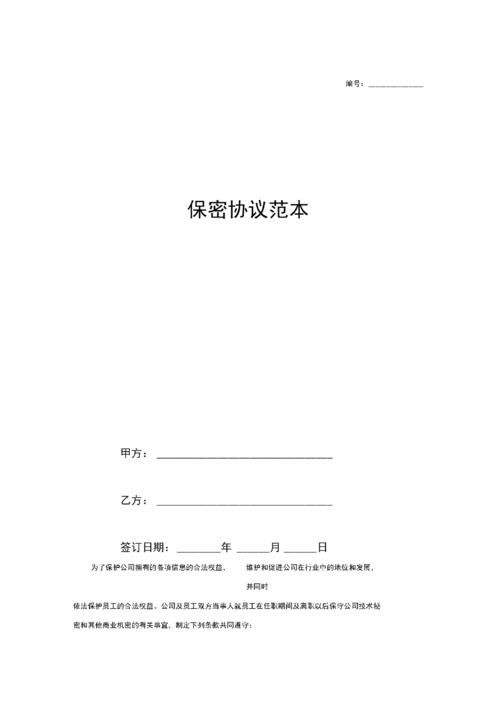 编号：_______________
保密协议范本
甲方：________________________________
乙方：________________________________
签订日期：________年 ______月______日
为了保护公司拥有的各项信息的合法权益， 维护和促进公司在行业中的地位和发展，
并同时
依法保护员工的合法权益、公司及员工双方当事人就员工在任职期间及离职以后保守公司技术秘
密和其他商业机密的有关事宜，制定下列条款共同遵守：